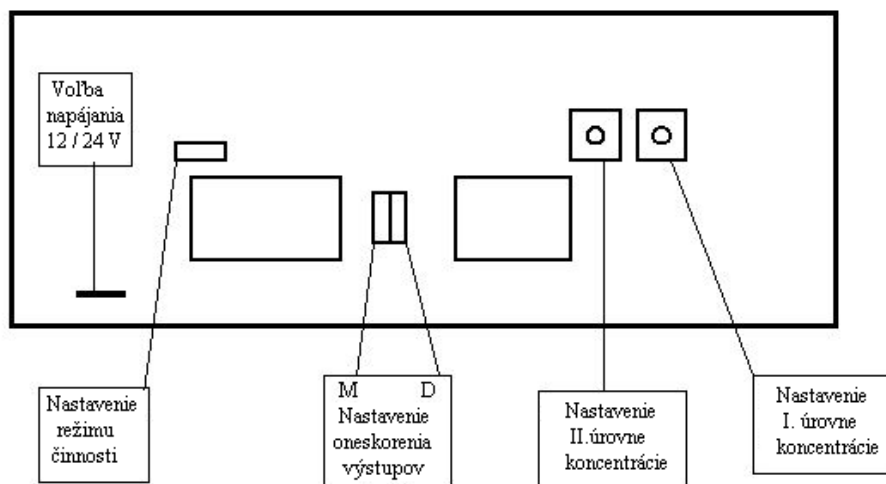 Voľba
napájania
12 / 24 V
Nastavenie
režimu
činnosti
M D
Nastavenie
oneskorenia
výstupov
Nastavenie
II.úrovne
koncentrácie
Nastavenie
I. úrovne
koncentrácie